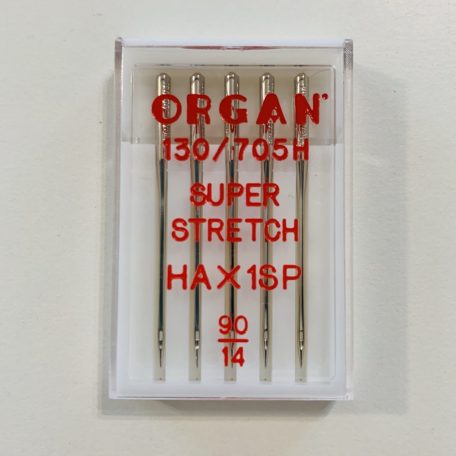 ORGAN
130/705H
SUPER
STRETCH
HAX1SP
90
14